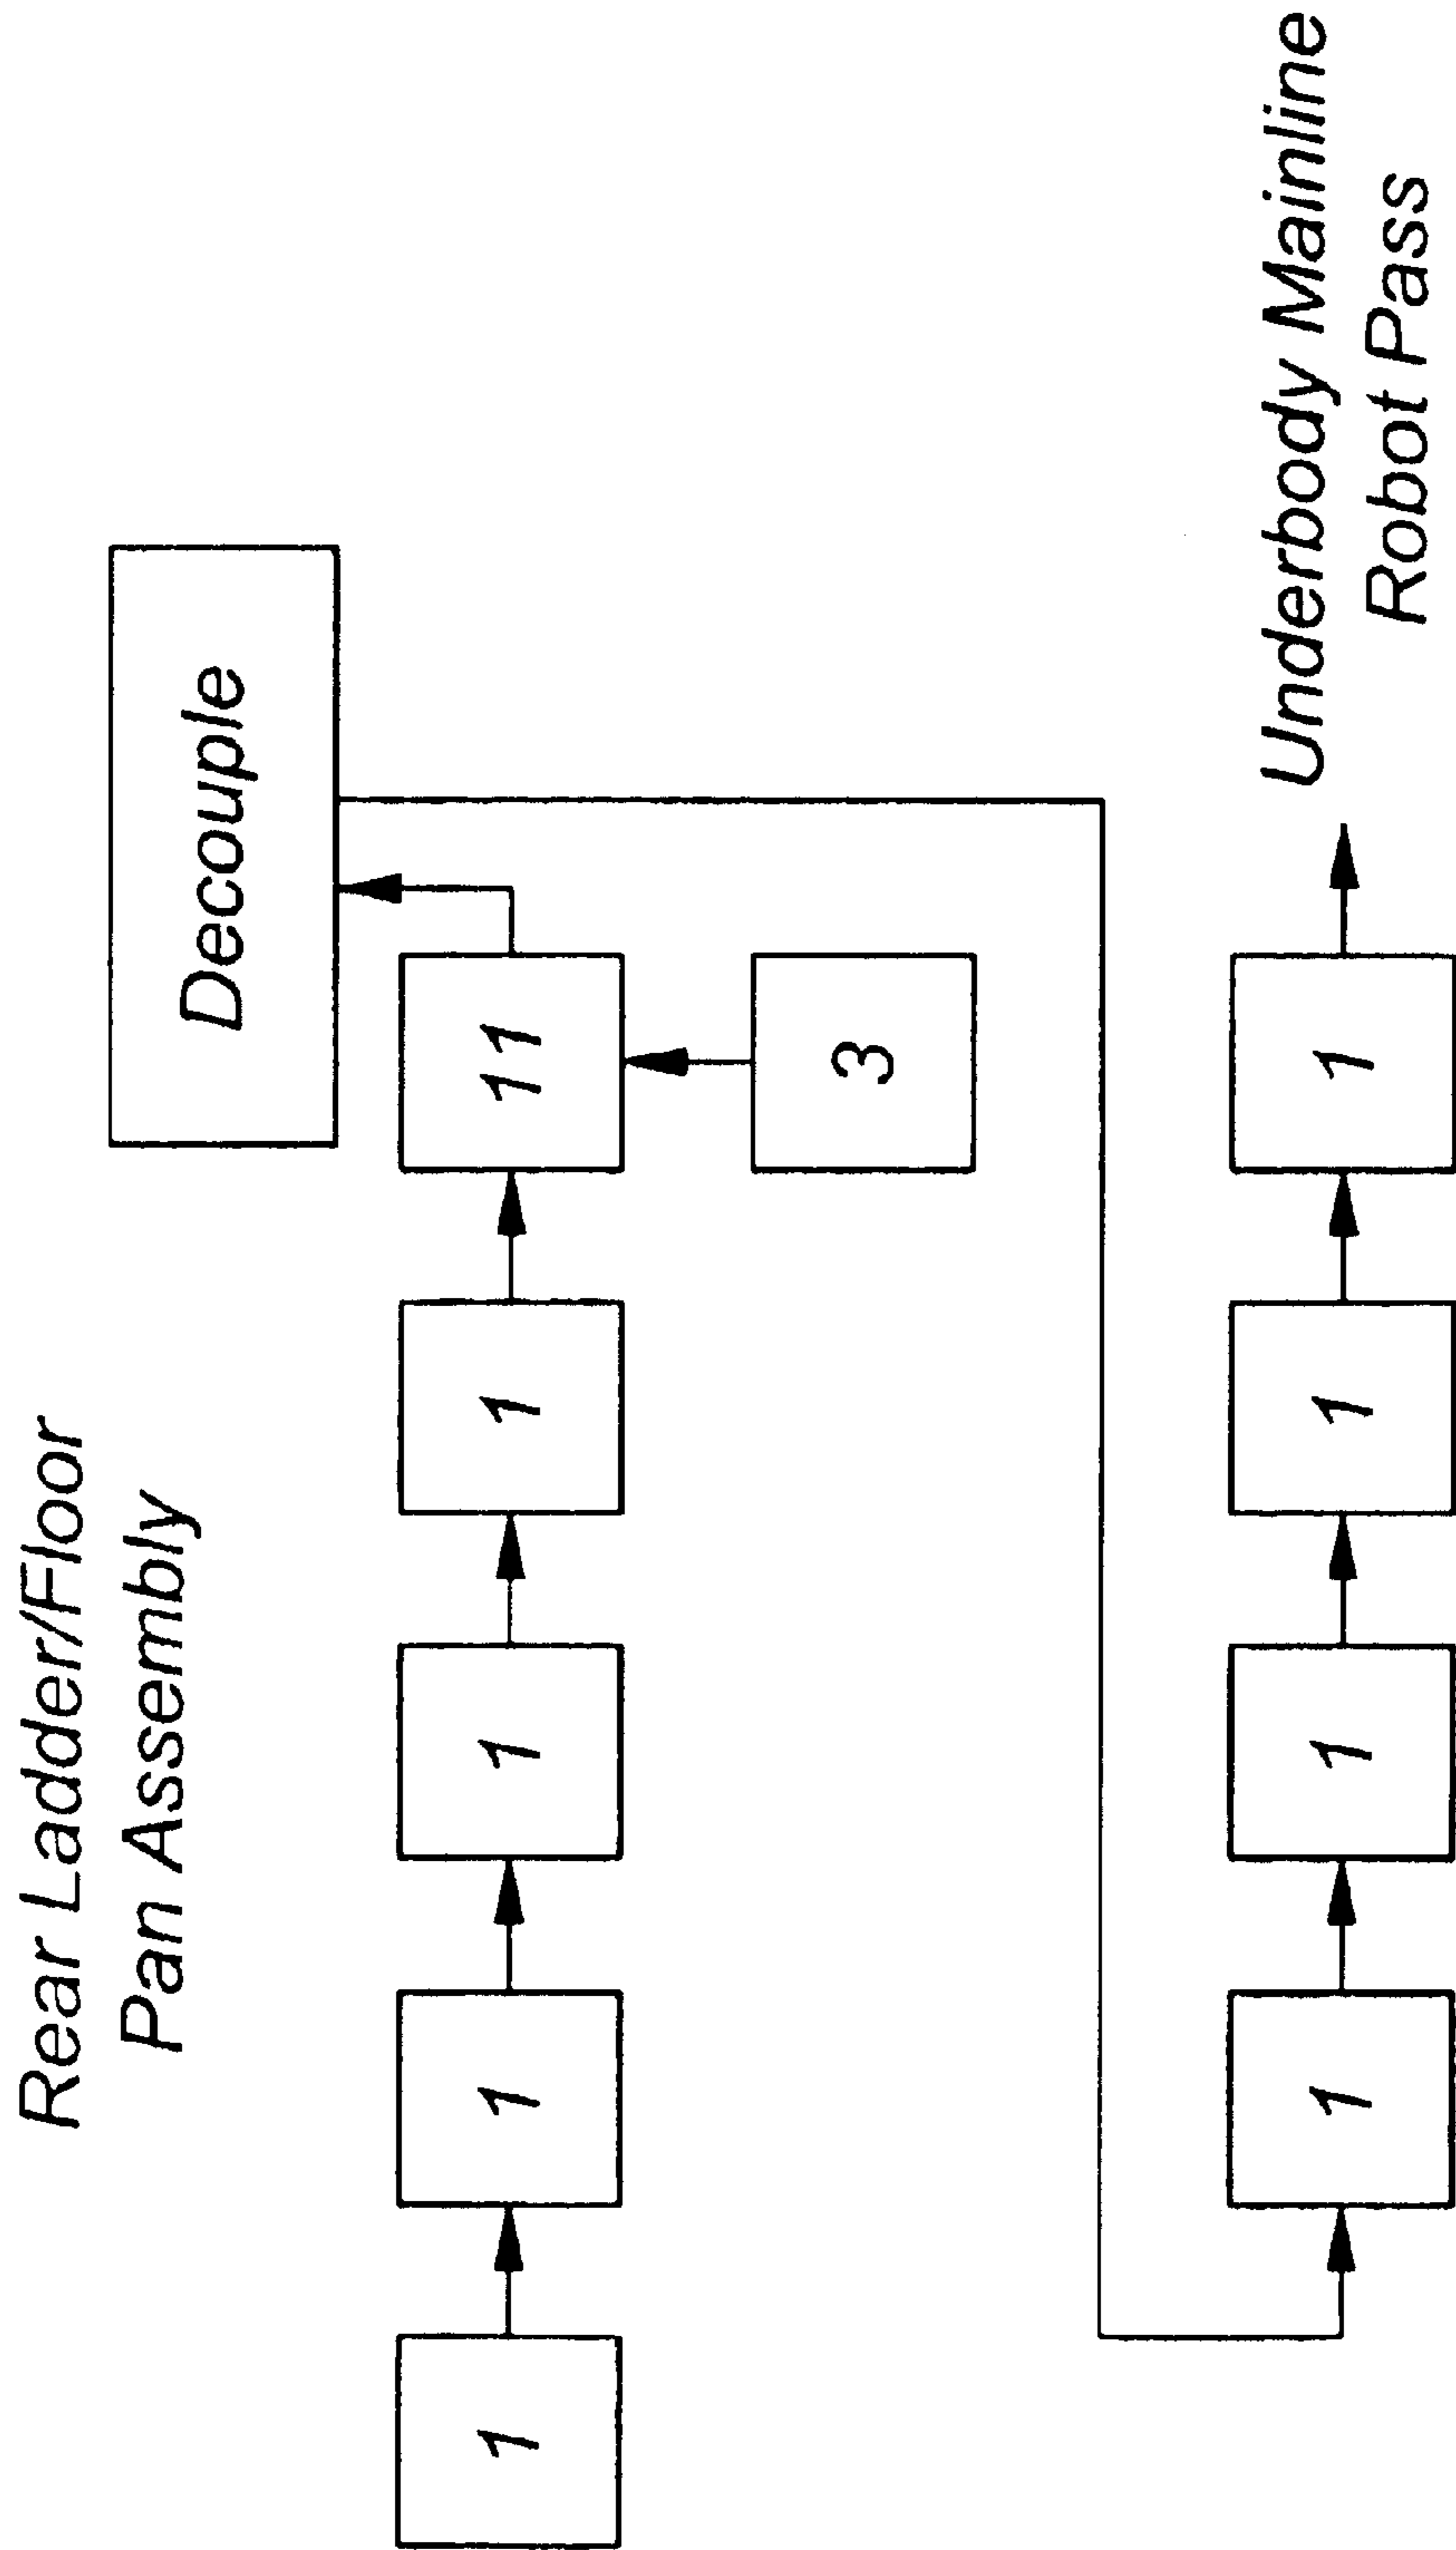 Rear Ladder/Floor
Pan Assembly
Decouple
1
1
1
1
11
3
1
1
1
1
Underbody Mainline
Robot Pass